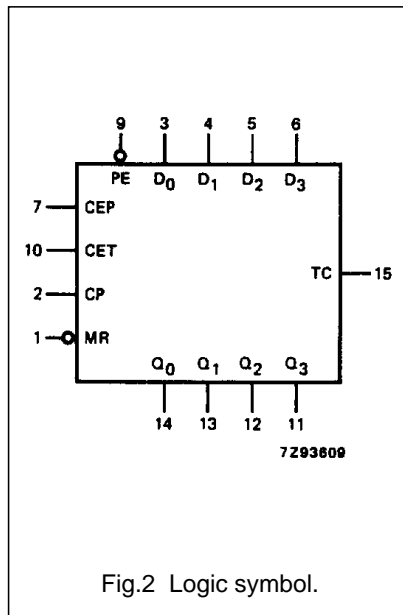 9 3 4 5 6
PE D0 D1 D2 D3
7 CEP
10 CET
TC 15
2 CP
1 MR
Q0 Q1 Q2 Q3
14 13 12 11
7Z93609
Fig.2 Logic symbol.